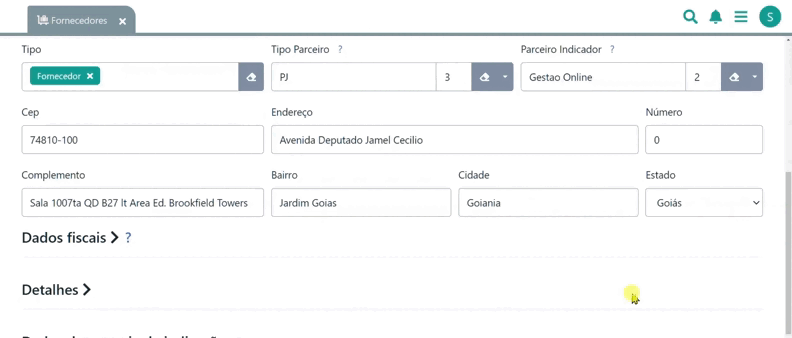 Fornecedores
S
Tipo
Tipo Parceiro ?
Parceiro Indicador ?
Fornecedor
PJ
3
Gestao Online
2
Cep
Endereço
Número
74810-100
Avenida Deputado Jamel Cecilio
0
Complemento
Bairro
Cidade
Estado
Sala 1007ta QD B27 lt Area Ed. Brookfield Towers
Jardim Goias
Goiania
Goiás
Dados fiscais ?
Detalhes